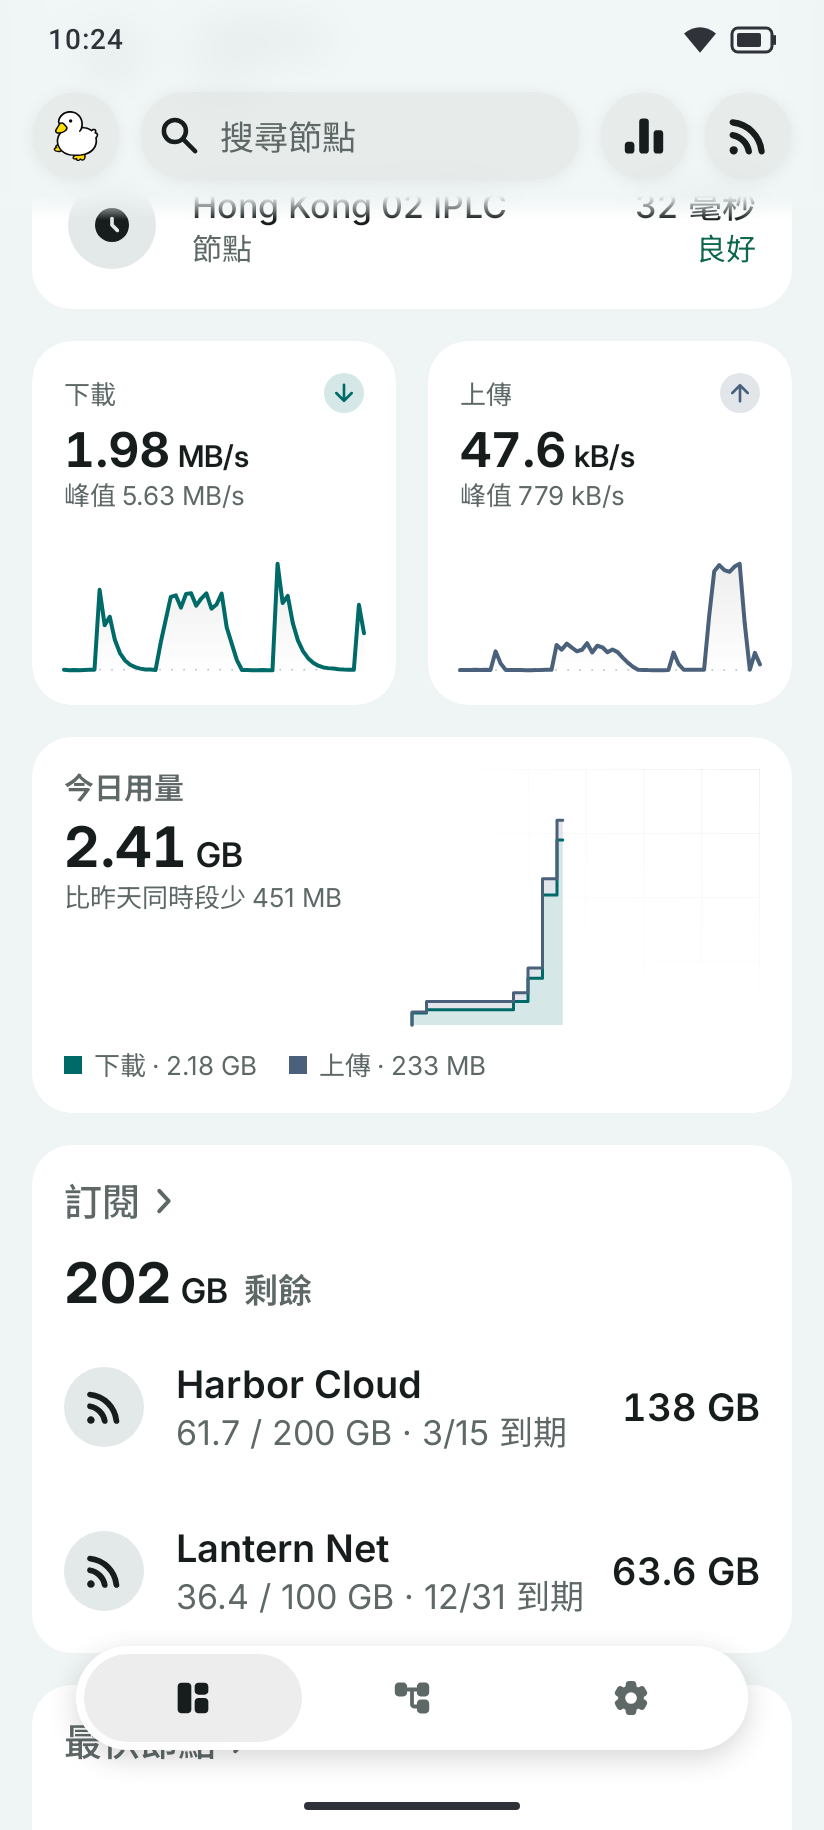 10:24
搜尋節點
Hong Kong 02 IPLC
32 毫秒
節點
良好
下載
1.98 MB/s
峰值 5.63 MB/s
上傳
47.6 kB/s
峰值 779 kB/s
今日用量
2.41 GB
比昨天同時段少 451 MB
下載 · 2.18 GB
上傳 · 233 MB
訂閱
202 GB 剩餘
Harbor Cloud
61.7 / 200 GB · 3/15 到期
138 GB
Lantern Net
36.4 / 100 GB · 12/31 到期
63.6 GB
最快節點